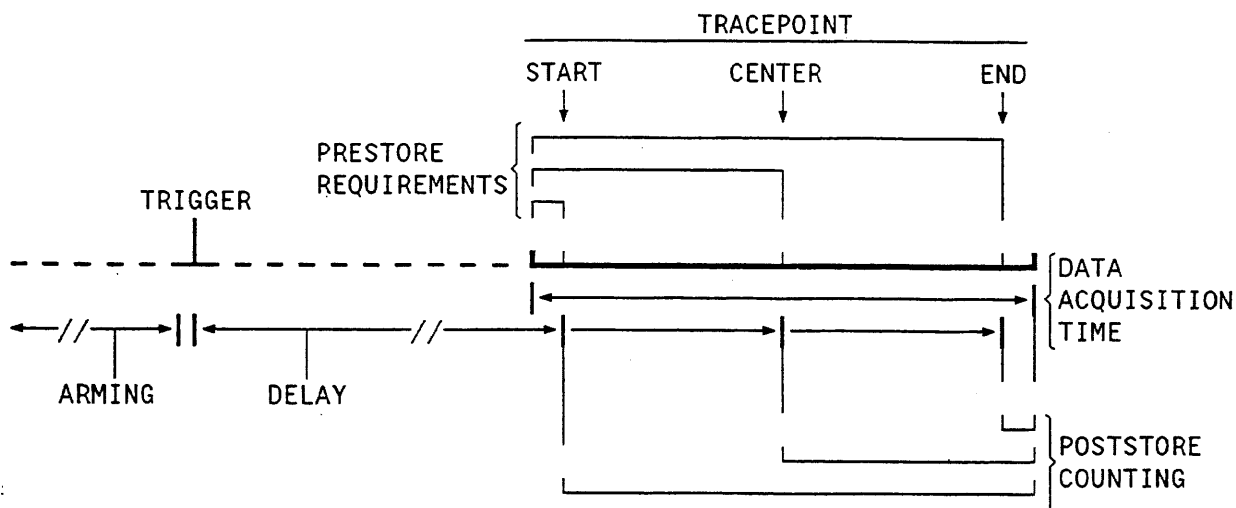 TRACEPOINT
START
CENTER
END
PRESTORE
REQUIREMENTS
TRIGGER
DATA
ACQUISITION
TIME
//
//
ARMING
DELAY
POSTSTORE
COUNTING